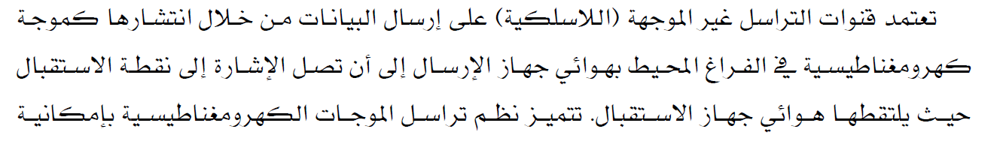 تعتمد قنوات التراسل غير الموجهة (اللاسلكية) على إرسال البيانات من خلال انتشارها كموجة
كهرومغناطيسية في الفراغ المحيط بهوائي جهاز الإرسال إلى أن تصل الإشارة إلى نقطة الاستقبال
حيث يلتقطها هوائي جهاز الاستقبال. تتميز نظم تراسل الموجات الكهرومغناطيسية بإمكانية